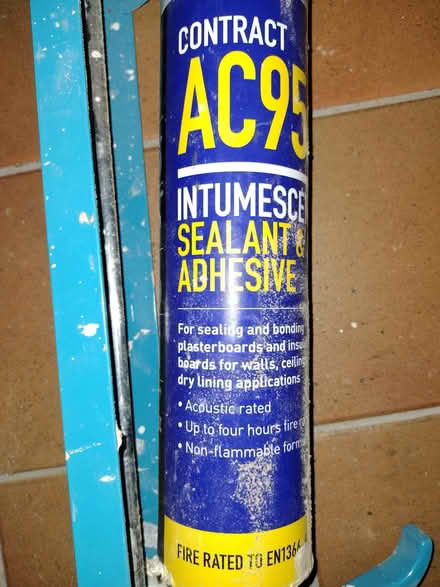 CONTRACT
AC95
INTUMESCE
SEALANT &
ADHESIVE
For sealing and bonding
plasterboards and insu
boards for walls, ceiling
dry lining applications
• Acoustic rated
• Up to four hours fire r
• Non-flammable form
FIRE RATED TO EN1366-